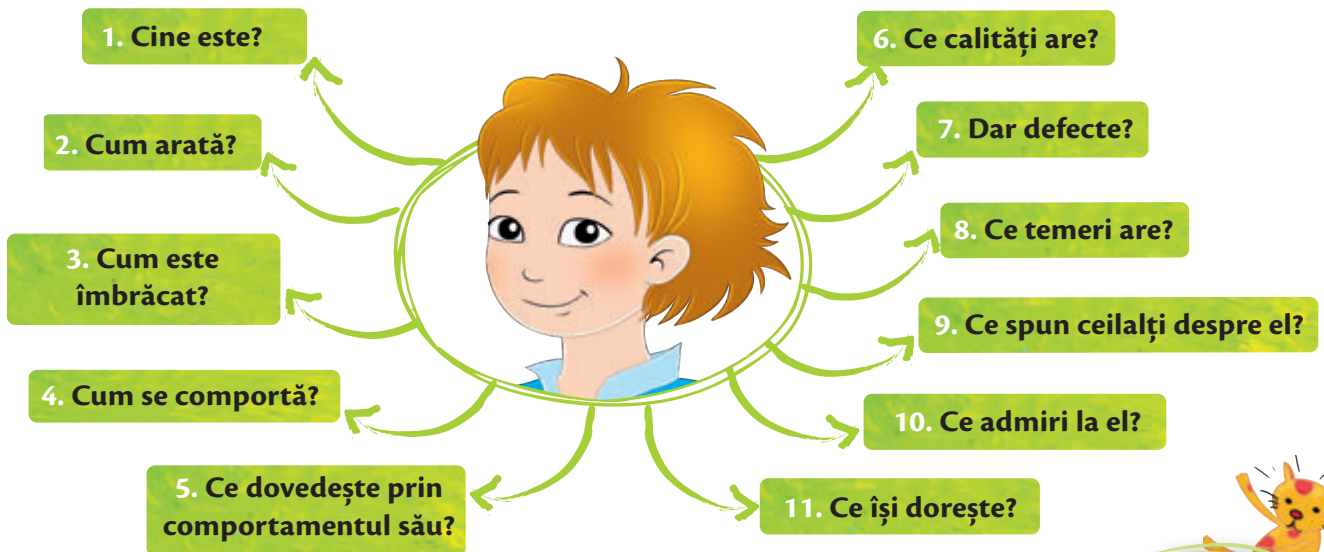 1. Cine este?
2. Cum arată?
3. Cum este
îmbrăcat?
4. Cum se comportă?
5. Ce dovedește prin
comportamentul său?
6. Ce calități are?
7. Dar defecte?
8. Ce temeri are?
9. Ce spun ceilalți despre el?
10. Ce admiri la el?
11. Ce își dorește?